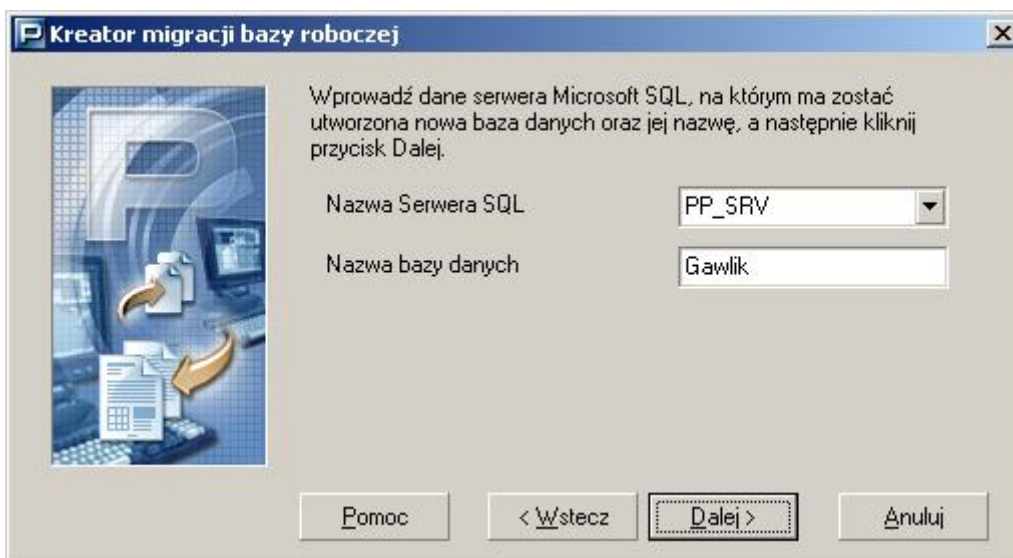 Kreator migracji bazy roboczej
Wprowadź dane serwera Microsoft SQL, na którym ma zostać
utworzona nowa baza danych oraz jej nazwę, a następnie kliknij
przycisk Dalej.
Nazwa Serwera SQL PP_SRV
Nazwa bazy danych Gawlik
Pomoc < Wstecz Dalej > Anuluj